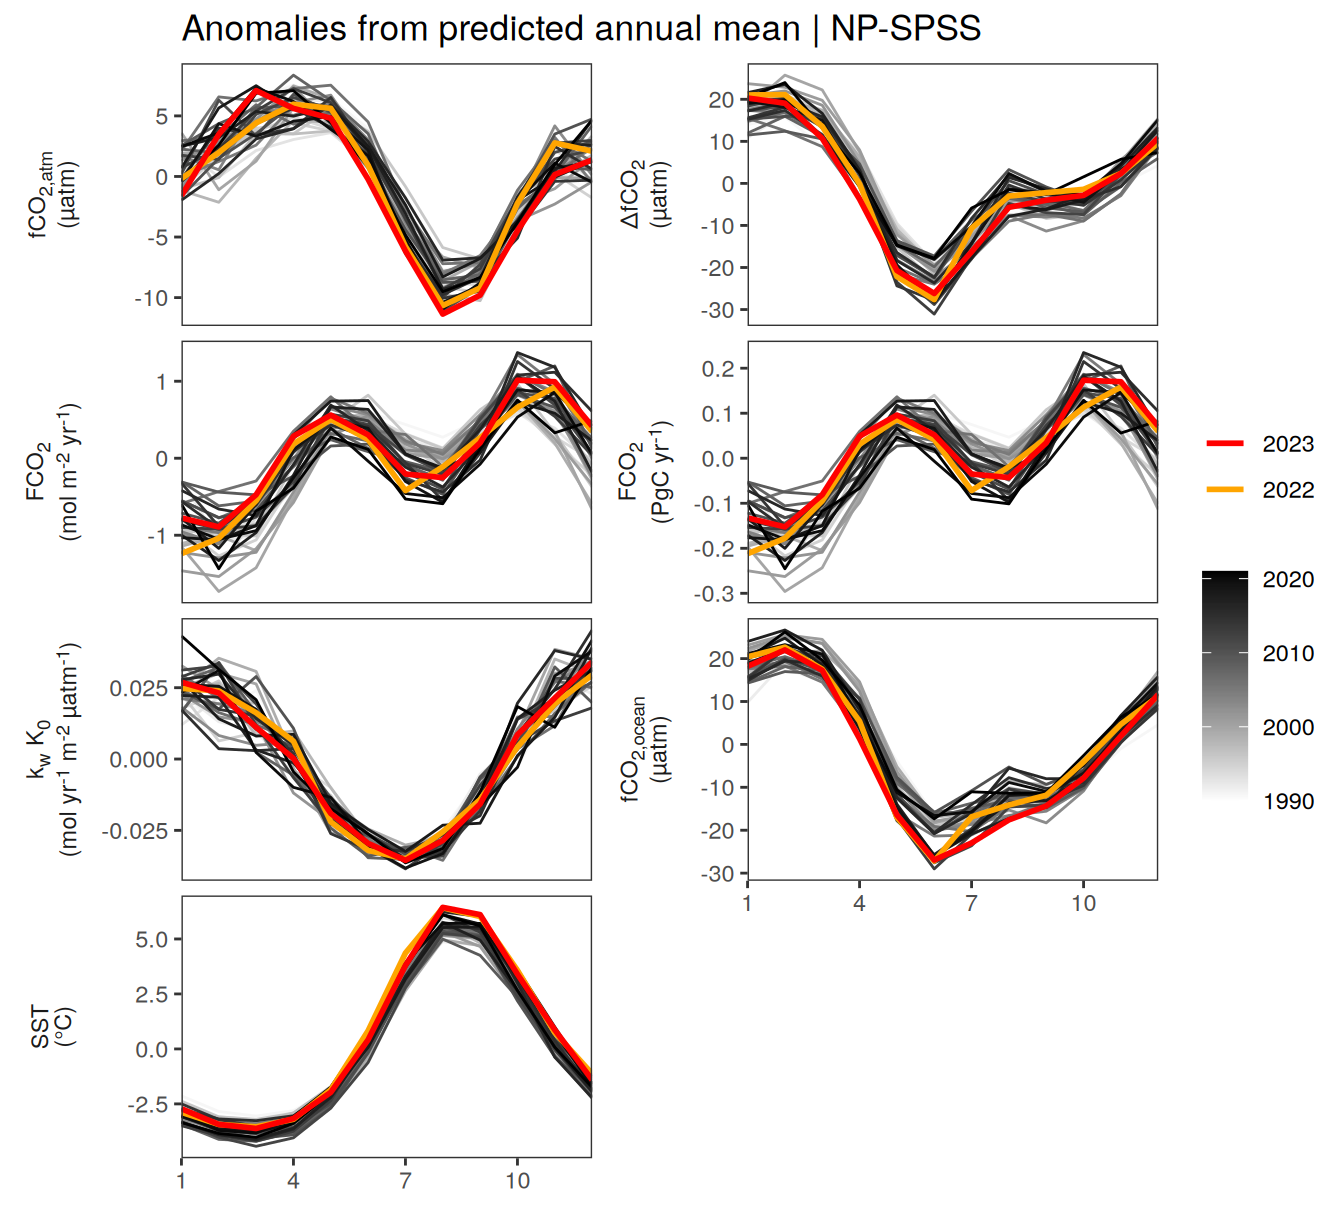 Anomalies from predicted annual mean | NP-SPSS
fCO2,atm
(µatm)
5
0
-5
-10
ΔfCO2
(µatm)
20
10
0
-10
-20
-30
FCO2
(mol m-2 yr-1)
1
0
-1
FCO2
(PgC yr-1)
0.2
0.1
0.0
-0.1
-0.2
-0.3
kw K0
(mol yr-1 m-2 µatm-1)
0.025
0.000
-0.025
fCO2,ocean
(µatm)
20
10
0
-10
-20
-30
1 4 7 10
SST
(°C)
5.0
2.5
0.0
-2.5
1 4 7 10
2023
2022
2020
2010
2000
1990